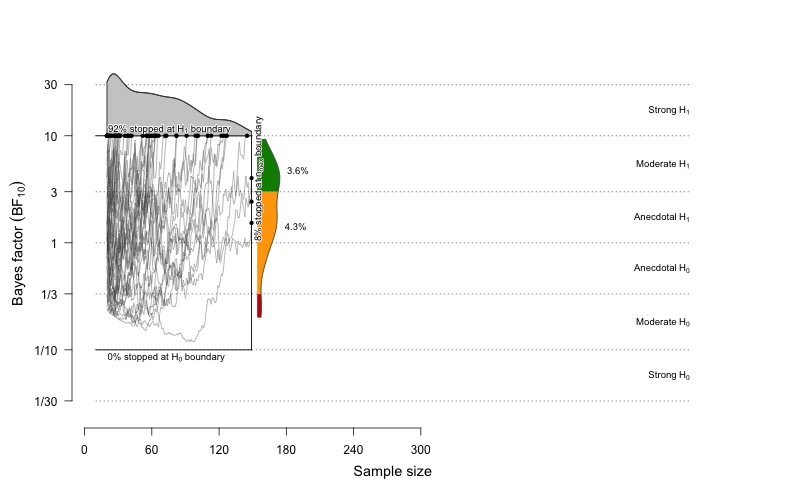 30
Strong H₁
92% stopped at H₁ boundary
10
Moderate H₁
3.6%
3
8% stopped at n_max boundary
Anecdotal H₁
4.3%
1
Anecdotal H₀
1/3
Moderate H₀
1/10
0% stopped at H₀ boundary
Strong H₀
1/30
Bayes factor (BF₁₀)
0 60 120 180 240 300
Sample size